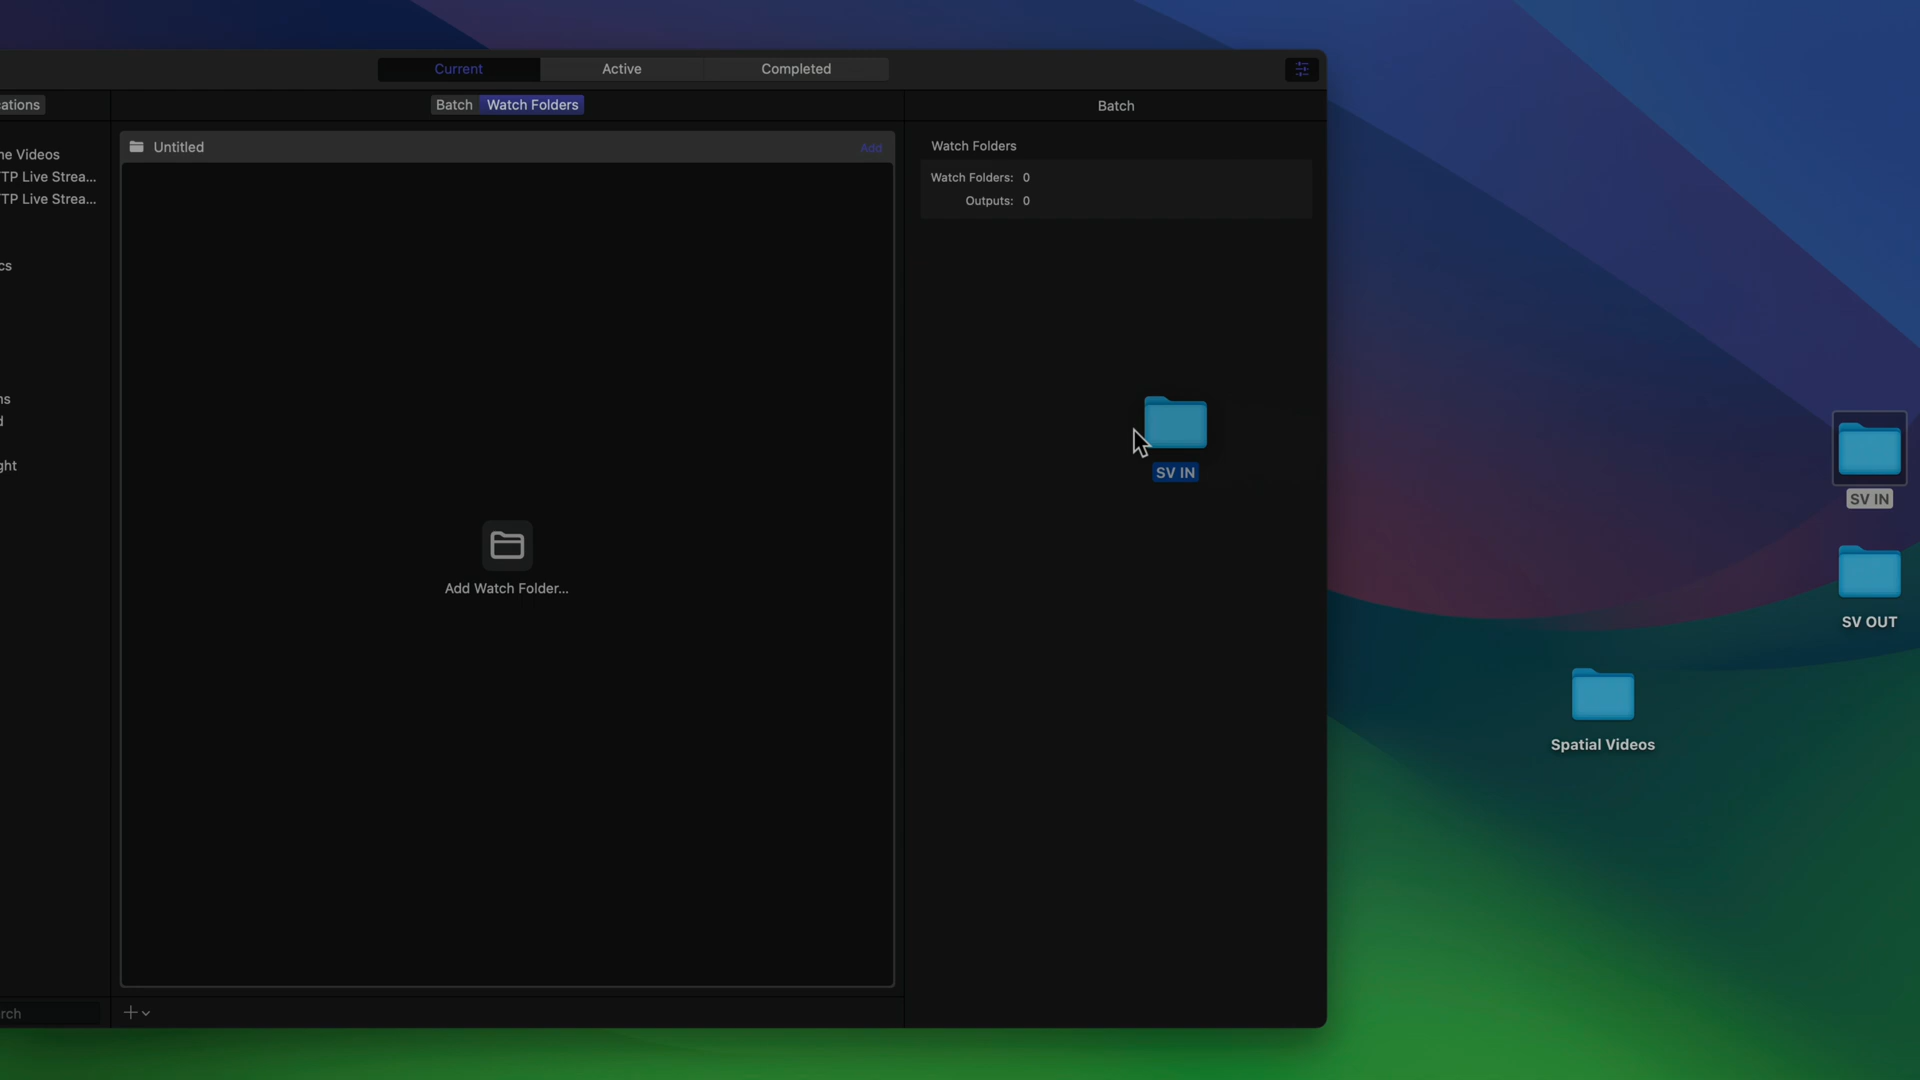 Current
Active
Completed
ations
Batch
Watch Folders
Batch
ne Videos
TP Live Strea...
TP Live Strea...
cs
ns
d
ght
rch
Untitled
Add
Add Watch Folder...
Watch Folders
Watch Folders: 0
Outputs: 0
SV IN
SV IN
SV OUT
Spatial Videos